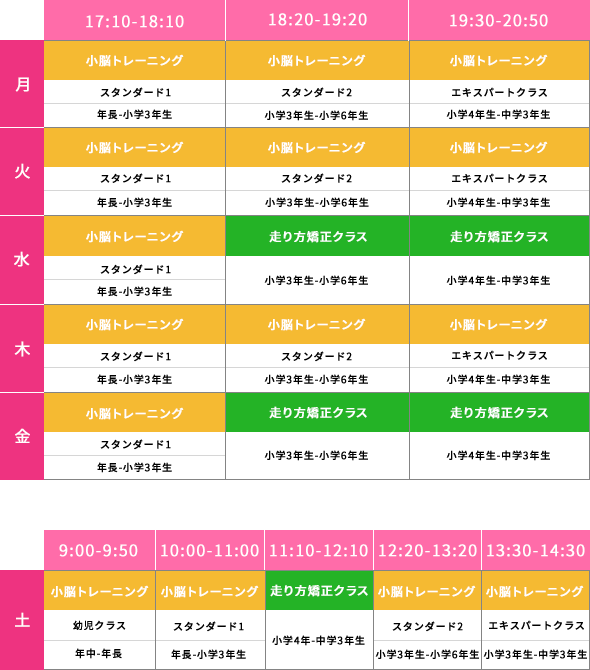 17:10-18:10 18:20-19:20 19:30-20:50
月
小脳トレーニング 小脳トレーニング 小脳トレーニング
スタンダード1 スタンダード2 エキスパートクラス
年長-小学3年生 小学3年生-小学6年生 小学4年生-中学3年生
火
小脳トレーニング 小脳トレーニング 小脳トレーニング
スタンダード1 スタンダード2 エキスパートクラス
年長-小学3年生 小学3年生-小学6年生 小学4年生-中学3年生
水
小脳トレーニング 走り方矯正クラス 走り方矯正クラス
スタンダード1
年長-小学3年生 小学3年生-小学6年生 小学4年生-中学3年生
木
小脳トレーニング 小脳トレーニング 小脳トレーニング
スタンダード1 スタンダード2 エキスパートクラス
年長-小学3年生 小学3年生-小学6年生 小学4年生-中学3年生
金
小脳トレーニング 走り方矯正クラス 走り方矯正クラス
スタンダード1
年長-小学3年生 小学3年生-小学6年生 小学4年生-中学3年生
9:00-9:50 10:00-11:00 11:10-12:10 12:20-13:20 13:30-14:30
土
小脳トレーニング 小脳トレーニング 走り方矯正クラス 小脳トレーニング 小脳トレーニング
幼児クラス スタンダード1 スタンダード2 エキスパートクラス
年中-年長 年長-小学3年生 小学4年-中学3年生 小学3年生-小学6年生 小学3年生-中学3年生